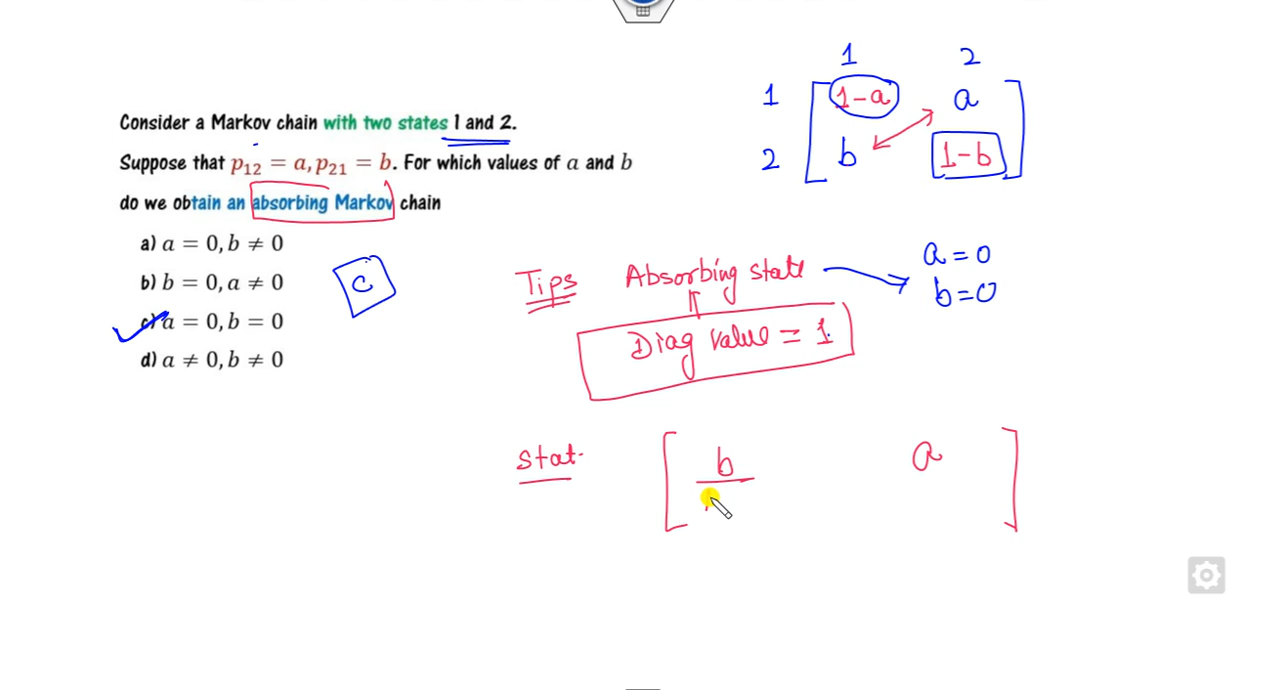 Consider a Markov chain with two states 1 and 2.
Suppose that p₁₂ = a, p₂₁ = b. For which values of a and b
do we obtain an absorbing Markov chain
a) a = 0, b ≠ 0
b) b = 0, a ≠ 0
c) a = 0, b = 0
d) a ≠ 0, b ≠ 0
C
1 2
1 1-a a
2 b 1-b
Tips Absorbing state
a = 0
b = 0
Diag value = 1.
Stat.
b a